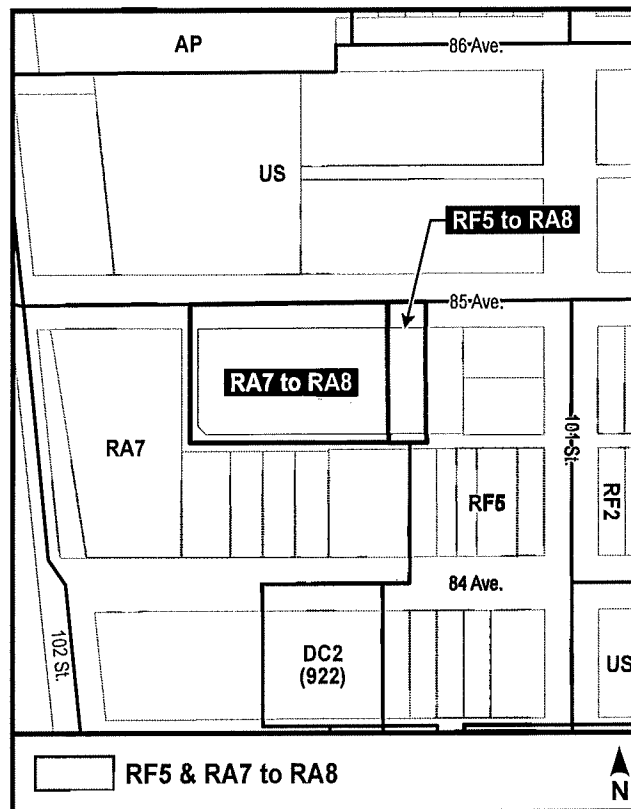 AP
86 Ave.
US
RF5 to RA8
85 Ave.
RA7 to RA8
101 St.
RA7
RF5
RF2
84 Ave.
102 St.
DC2
(922)
US
RF5 & RA7 to RA8
N